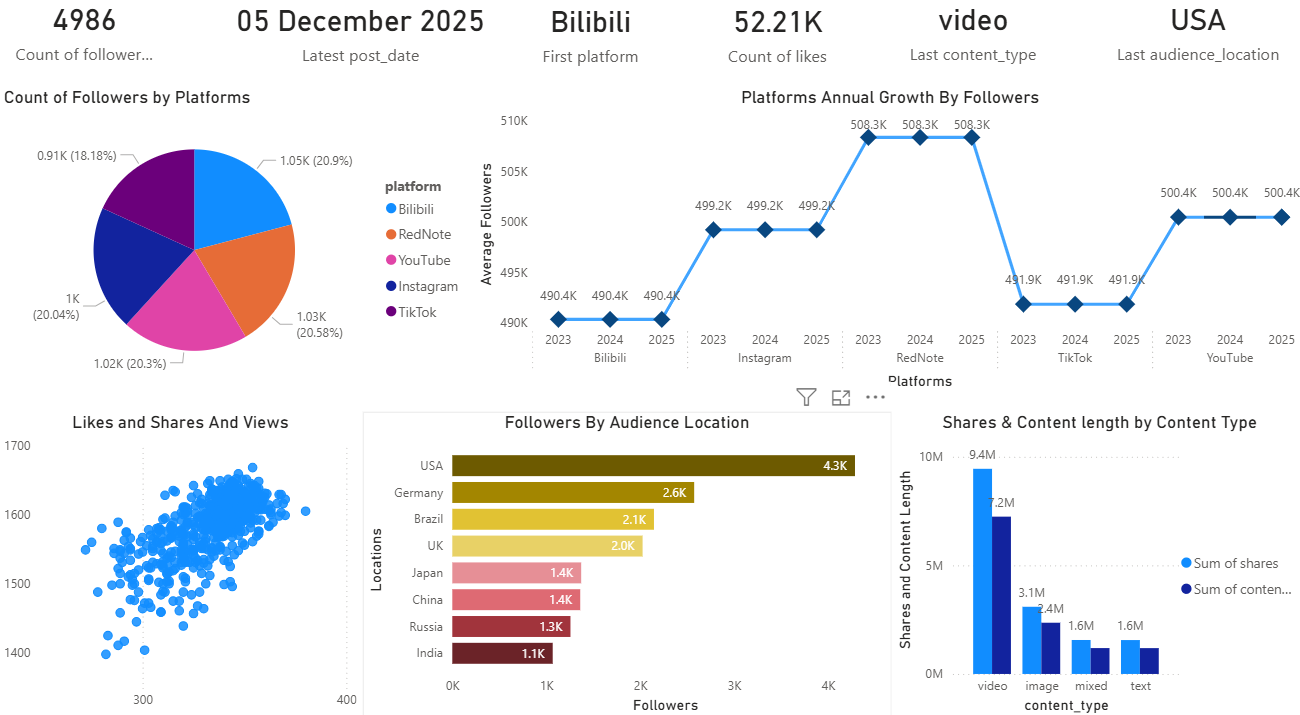 4986
Count of follower...
05 December 2025
Latest post_date
Bilibili
First platform
52.21K
Count of likes
video
Last content_type
USA
Last audience_location
Count of Followers by Platforms
0.91K (18.18%)
1.05K (20.9%)
1K
(20.04%)
1.03K
(20.58%)
1.02K (20.3%)
platform
Bilibili
RedNote
YouTube
Instagram
TikTok
Platforms Annual Growth By Followers
Average Followers
510K
505K
500K
495K
490K
490.4K 490.4K 490.4K
499.2K 499.2K 499.2K
508.3K 508.3K 508.3K
491.9K 491.9K 491.9K
500.4K 500.4K 500.4K
2023 2024 2025 2023 2024 2025 2023 2024 2025 2023 2024 2025 2023 2024 2025
Bilibili Instagram RedNote TikTok YouTube
Platforms
Likes and Shares And Views
1700
1600
1500
1400
300 400
Followers By Audience Location
Locations
USA 4.3K
Germany 2.6K
Brazil 2.1K
UK 2.0K
Japan 1.4K
China 1.4K
Russia 1.3K
India 1.1K
0K 1K 2K 3K 4K
Followers
Shares & Content length by Content Type
Shares and Content Length
10M
5M
0M
9.4M
7.2M
3.1M
2.4M
1.6M
1.6M
video image mixed text
content_type
Sum of shares
Sum of conten...